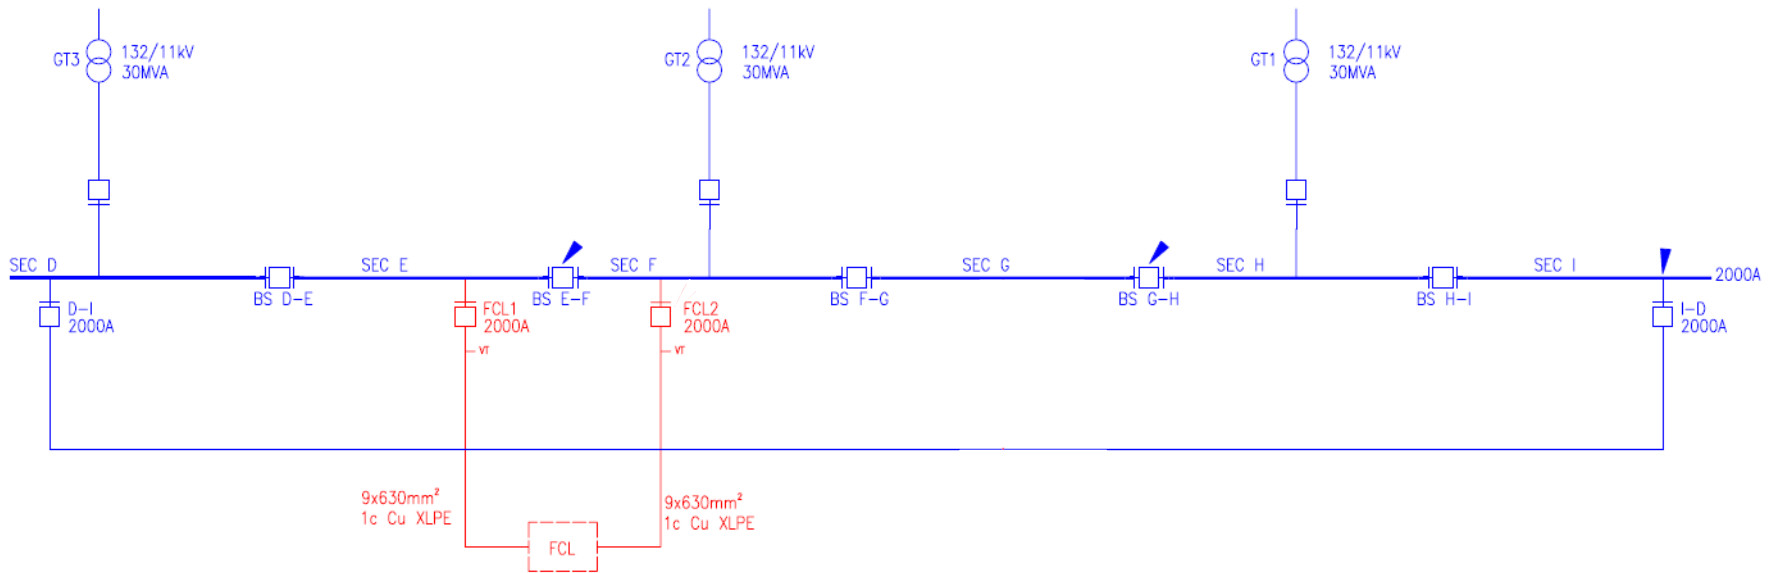 GT3
132/11kV
30MVA
GT2
132/11kV
30MVA
GT1
132/11kV
30MVA
SEC D
SEC E
SEC F
SEC G
SEC H
SEC I
2000A
BS D-E
BS E-F
BS F-G
BS G-H
BS H-I
D-I
2000A
FCL1
2000A
FCL2
2000A
I-D
2000A
VT
VT
9x630mm²
1c Cu XLPE
9x630mm²
1c Cu XLPE
FCL